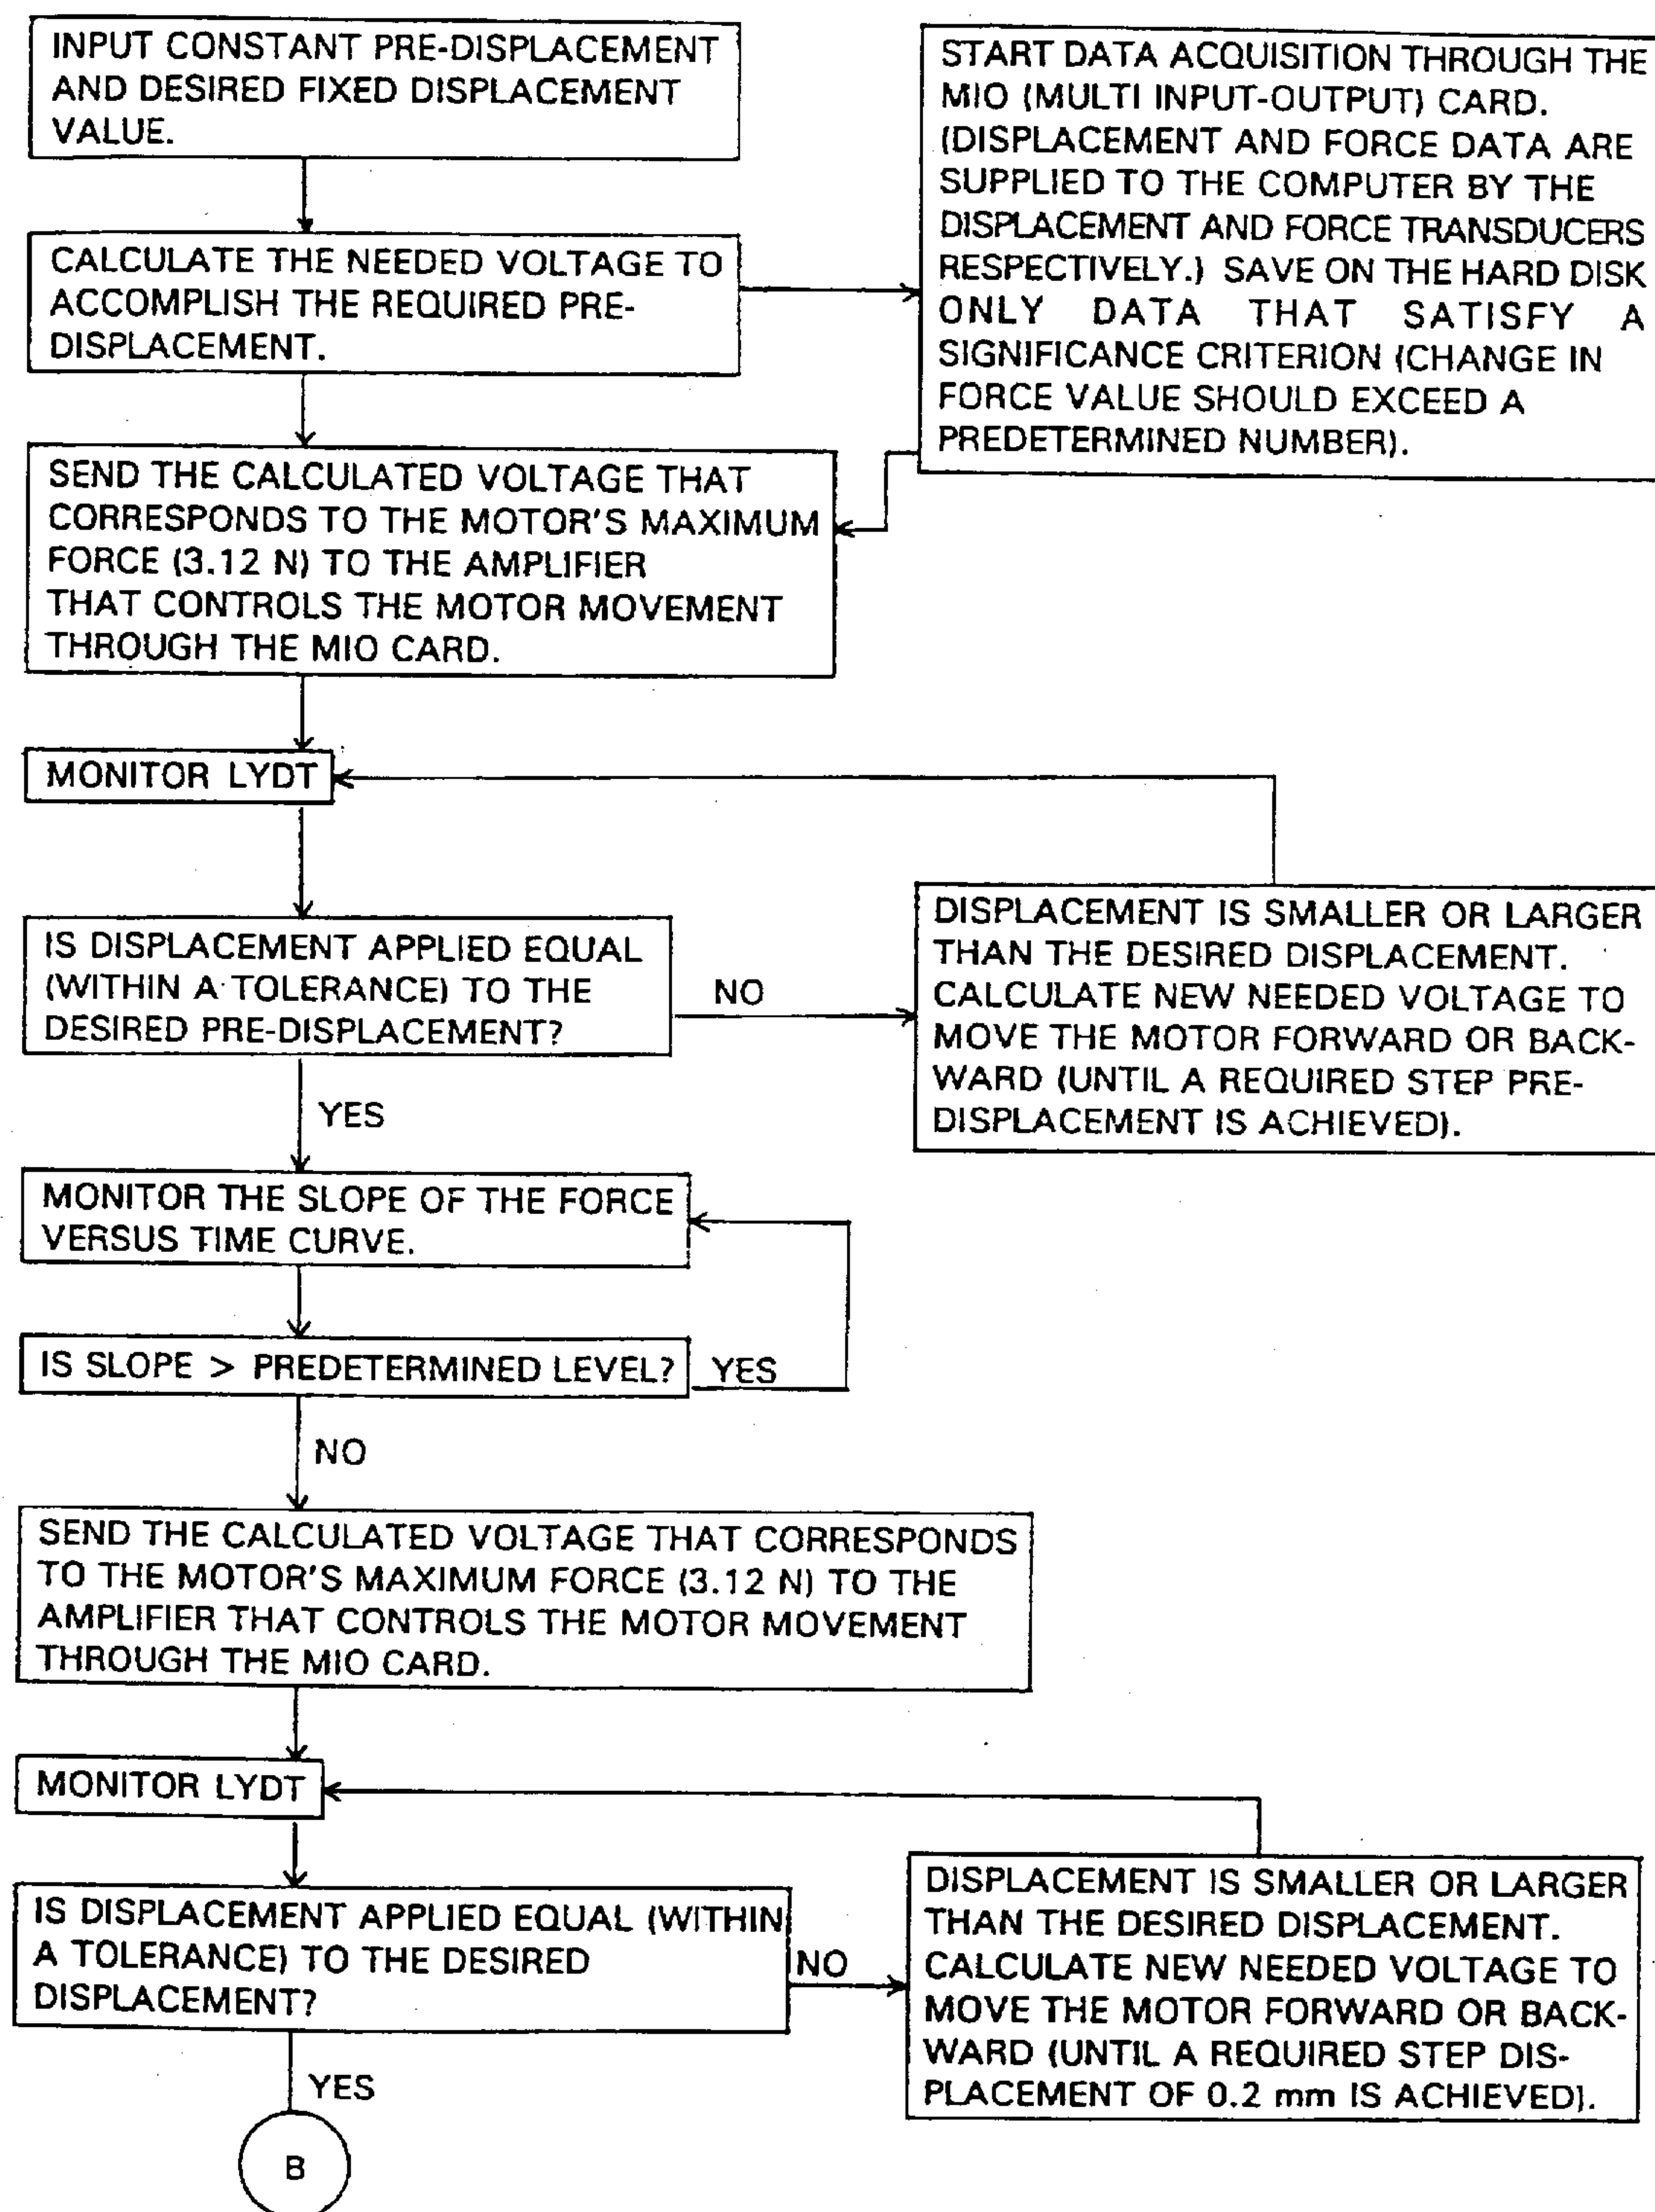 INPUT CONSTANT PRE-DISPLACEMENT
AND DESIRED FIXED DISPLACEMENT
VALUE.
START DATA ACQUISITION THROUGH THE
MIO (MULTI INPUT-OUTPUT) CARD.
(DISPLACEMENT AND FORCE DATA ARE
SUPPLIED TO THE COMPUTER BY THE
DISPLACEMENT AND FORCE TRANSDUCERS
RESPECTIVELY.) SAVE ON THE HARD DISK
ONLY DATA THAT SATISFY A
SIGNIFICANCE CRITERION (CHANGE IN
FORCE VALUE SHOULD EXCEED A
PREDETERMINED NUMBER).
CALCULATE THE NEEDED VOLTAGE TO
ACCOMPLISH THE REQUIRED PRE-
DISPLACEMENT.
SEND THE CALCULATED VOLTAGE THAT
CORRESPONDS TO THE MOTOR'S MAXIMUM
FORCE (3.12 N) TO THE AMPLIFIER
THAT CONTROLS THE MOTOR MOVEMENT
THROUGH THE MIO CARD.
MONITOR LYDT
IS DISPLACEMENT APPLIED EQUAL
(WITHIN A TOLERANCE) TO THE
DESIRED PRE-DISPLACEMENT?
NO
DISPLACEMENT IS SMALLER OR LARGER
THAN THE DESIRED DISPLACEMENT.
CALCULATE NEW NEEDED VOLTAGE TO
MOVE THE MOTOR FORWARD OR BACK-
WARD (UNTIL A REQUIRED STEP PRE-
DISPLACEMENT IS ACHIEVED).
YES
MONITOR THE SLOPE OF THE FORCE
VERSUS TIME CURVE.
IS SLOPE > PREDETERMINED LEVEL?
YES
NO
SEND THE CALCULATED VOLTAGE THAT CORRESPONDS
TO THE MOTOR'S MAXIMUM FORCE (3.12 N) TO THE
AMPLIFIER THAT CONTROLS THE MOTOR MOVEMENT
THROUGH THE MIO CARD.
MONITOR LYDT
IS DISPLACEMENT APPLIED EQUAL (WITHIN
A TOLERANCE) TO THE DESIRED
DISPLACEMENT?
NO
DISPLACEMENT IS SMALLER OR LARGER
THAN THE DESIRED DISPLACEMENT.
CALCULATE NEW NEEDED VOLTAGE TO
MOVE THE MOTOR FORWARD OR BACK-
WARD (UNTIL A REQUIRED STEP DIS-
PLACEMENT OF 0.2 mm IS ACHIEVED).
YES
B